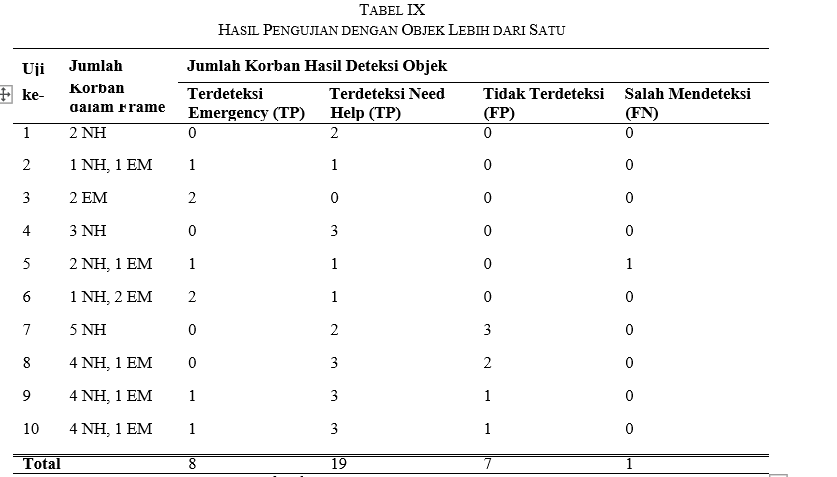 TABEL IX
HASIL PENGUJIAN DENGAN OBJEK LEBIH DARI SATU
Uji ke- Jumlah Korban dalam Frame Jumlah Korban Hasil Deteksi Objek
Terdeteksi Emergency (TP) Terdeteksi Need Help (TP) Tidak Terdeteksi (FP) Salah Mendeteksi (FN)
1 2 NH 0 2 0 0
2 1 NH, 1 EM 1 1 0 0
3 2 EM 2 0 0 0
4 3 NH 0 3 0 0
5 2 NH, 1 EM 1 1 0 1
6 1 NH, 2 EM 2 1 0 0
7 5 NH 0 2 3 0
8 4 NH, 1 EM 0 3 2 0
9 4 NH, 1 EM 1 3 1 0
10 4 NH, 1 EM 1 3 1 0
Total 8 19 7 1